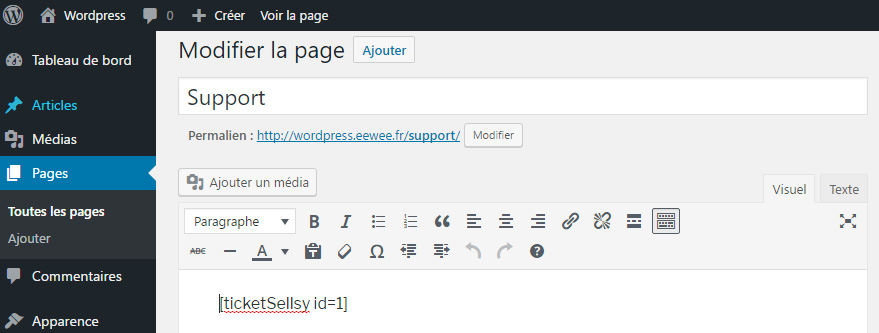 Wordpress 0 + Créer Voir la page
Tableau de bord
Articles
Médias
Pages
Toutes les pages
Ajouter
Commentaires
Apparence
Modifier la page Ajouter
Support
Permalien : http://wordpress.eewee.fr/support/ Modifier
Ajouter un média Visuel Texte
Paragraphe B I
ABC A Ω
[ticketSellsy id=1]